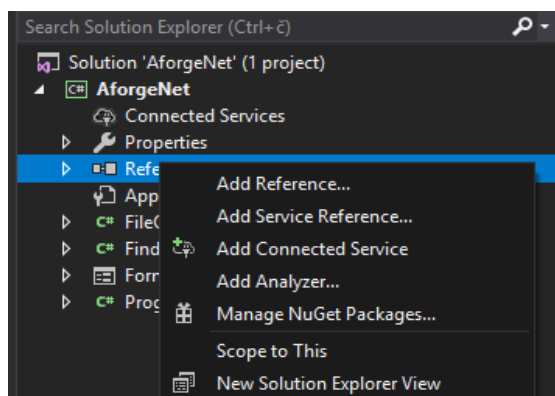 Search Solution Explorer (Ctrl+č)
Solution 'AforgeNet' (1 project)
C# AforgeNet
Connected Services
Properties
Refe
App
C# File
C# Find
Form
C# Prog
Add Reference...
Add Service Reference...
Add Connected Service
Add Analyzer...
Manage NuGet Packages...
Scope to This
New Solution Explorer View